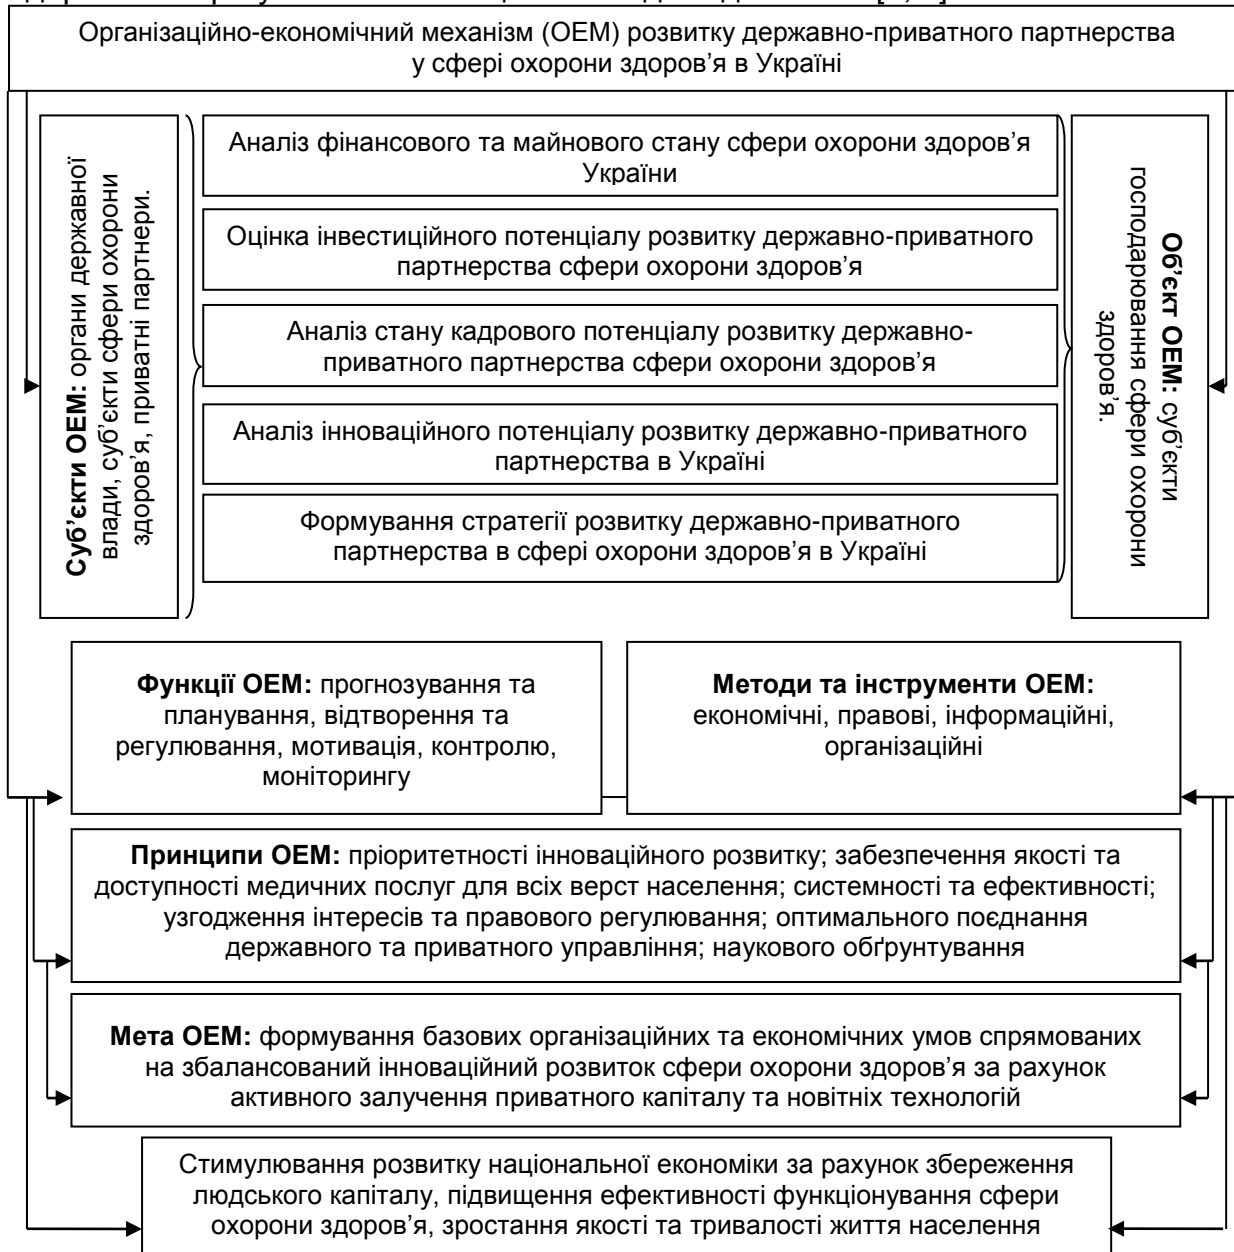 Організаційно-економічний механізм (ОЕМ) розвитку державно-приватного партнерства
у сфері охорони здоров’я в Україні
Суб’єкти ОЕМ: органи державної
влади, суб’єкти сфери охорони
здоров’я, приватні партнери.
Аналіз фінансового та майнового стану сфери охорони здоров’я
України
Оцінка інвестиційного потенціалу розвитку державно-приватного
партнерства сфери охорони здоров’я
Аналіз стану кадрового потенціалу розвитку державно-
приватного партнерства сфери охорони здоров’я
Аналіз інноваційного потенціалу розвитку державно-приватного
партнерства в Україні
Формування стратегії розвитку державно-приватного
партнерства в сфері охорони здоров’я в Україні
Об’єкт ОЕМ: суб’єкти
господарювання сфери охорони
здоров’я.
Функції ОЕМ: прогнозування та
планування, відтворення та
регулювання, мотивація, контролю,
моніторингу
Методи та інструменти ОЕМ:
економічні, правові, інформаційні,
організаційні
Принципи ОЕМ: пріоритетності інноваційного розвитку; забезпечення якості та
доступності медичних послуг для всіх верст населення; системності та ефективності;
узгодження інтересів та правового регулювання; оптимального поєднання
державного та приватного управління; наукового обґрунтування
Мета ОЕМ: формування базових організаційних та економічних умов спрямованих
на збалансований інноваційний розвиток сфери охорони здоров’я за рахунок
активного залучення приватного капіталу та новітніх технологій
Стимулювання розвитку національної економіки за рахунок збереження
людського капіталу, підвищення ефективності функціонування сфери
охорони здоров’я, зростання якості та тривалості життя населення